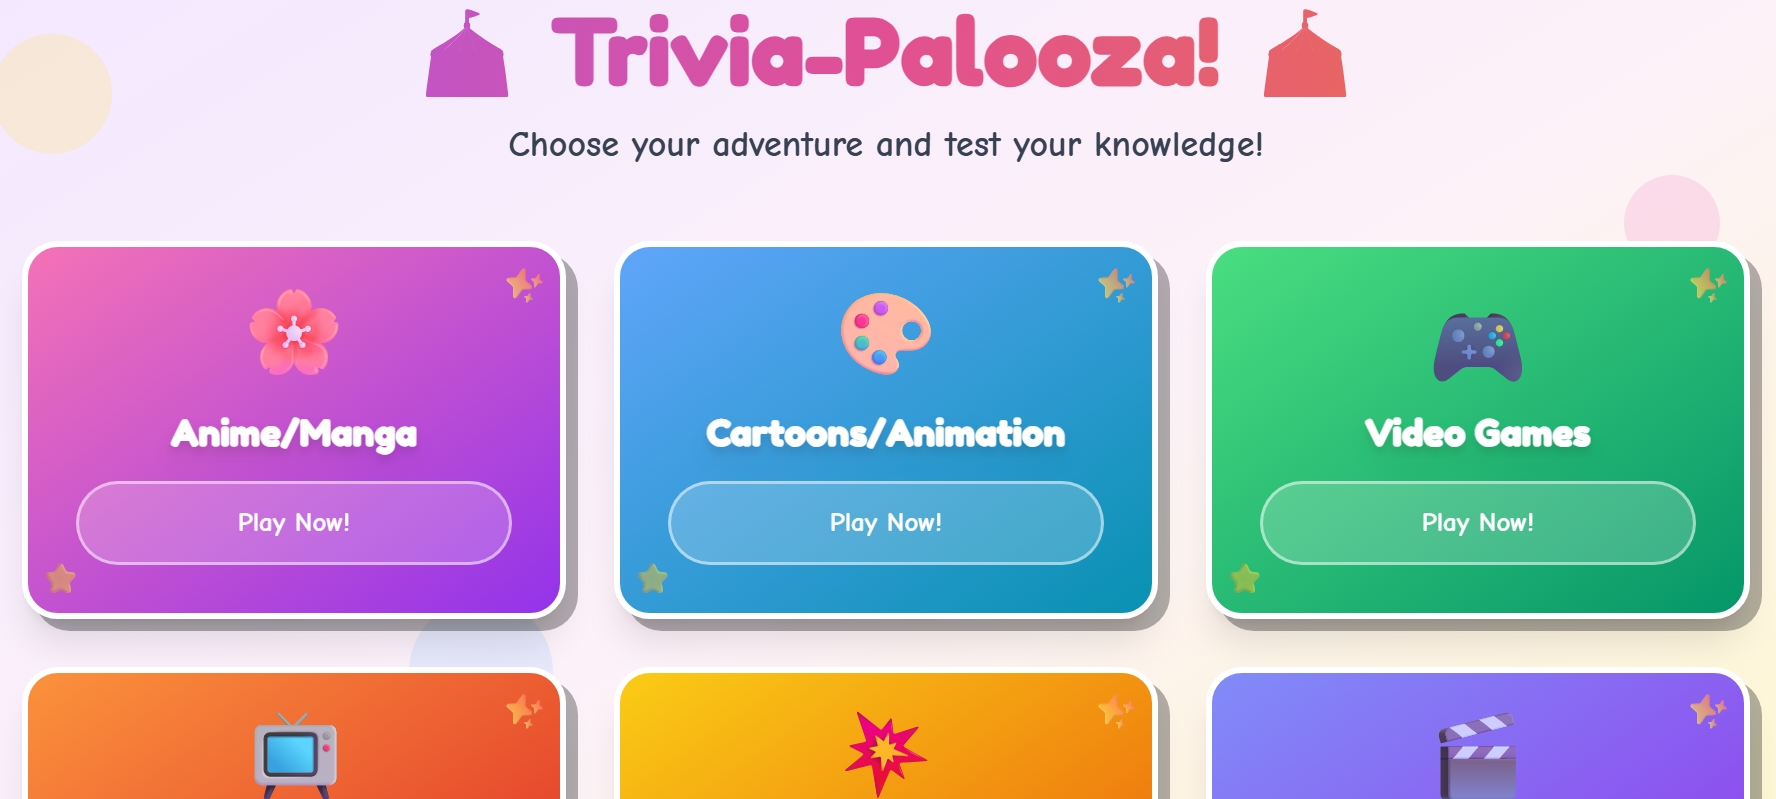 Trivia-Palooza!
Choose your adventure and test your knowledge!
Anime/Manga
Play Now!
Cartoons/Animation
Play Now!
Video Games
Play Now!